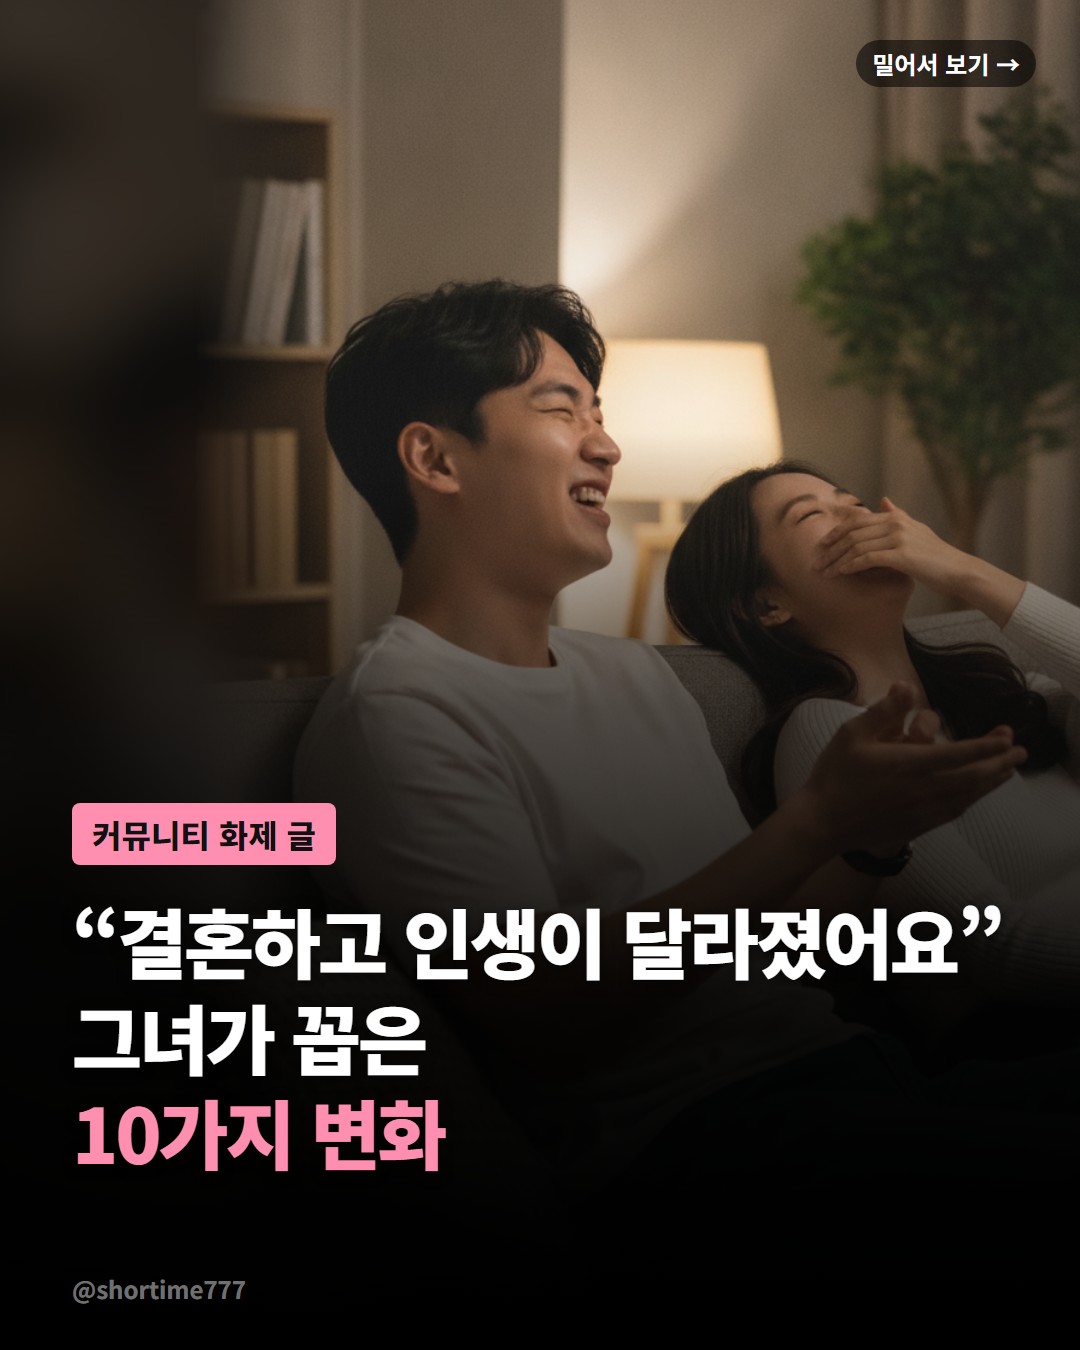 밀어서 보기 →
커뮤니티 화제 글
“결혼하고 인생이 달라졌어요”
그녀가 꼽은
10가지 변화
@shortime777